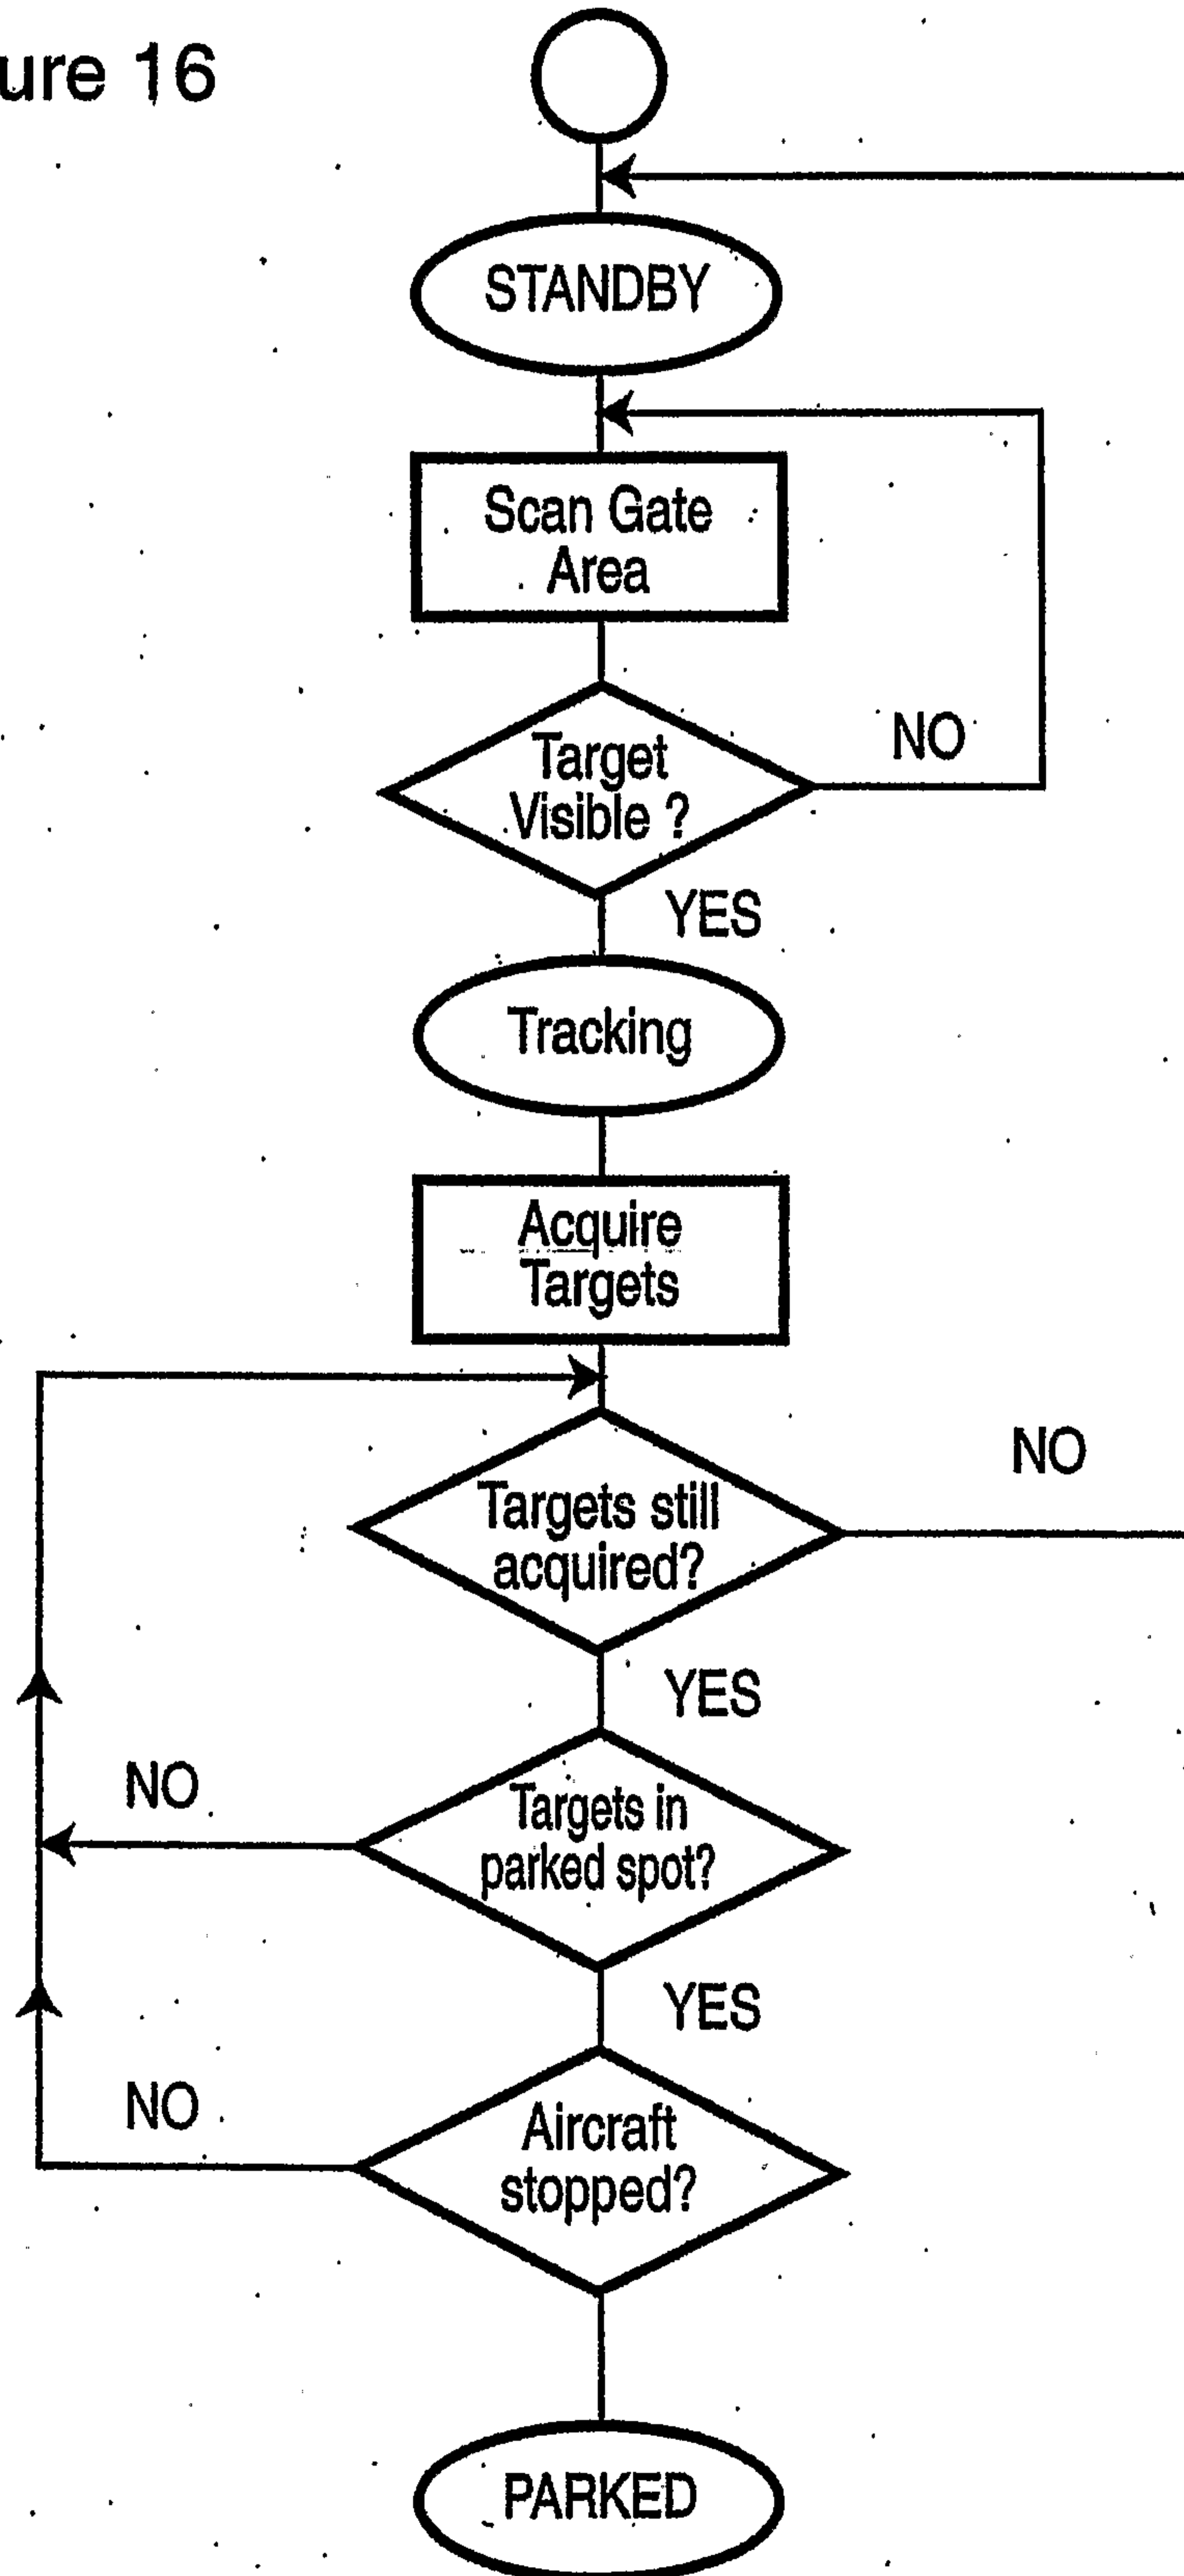 ure 16
STANDBY
Scan Gate
Area
Target
Visible ?
NO
YES
Tracking
Acquire
Targets
Targets still
acquired?
NO
YES
Targets in
parked spot?
NO
YES
Aircraft
stopped?
NO
PARKED